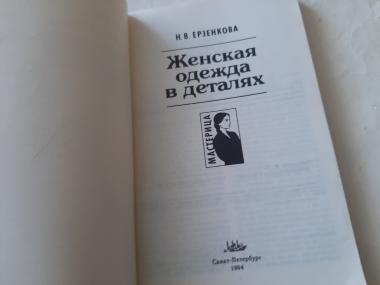 Н. В. ЕРЗЕНКОВА
Женская
одежда
в деталях
МАСТЕРИЦА
Санкт-Петербург
1994